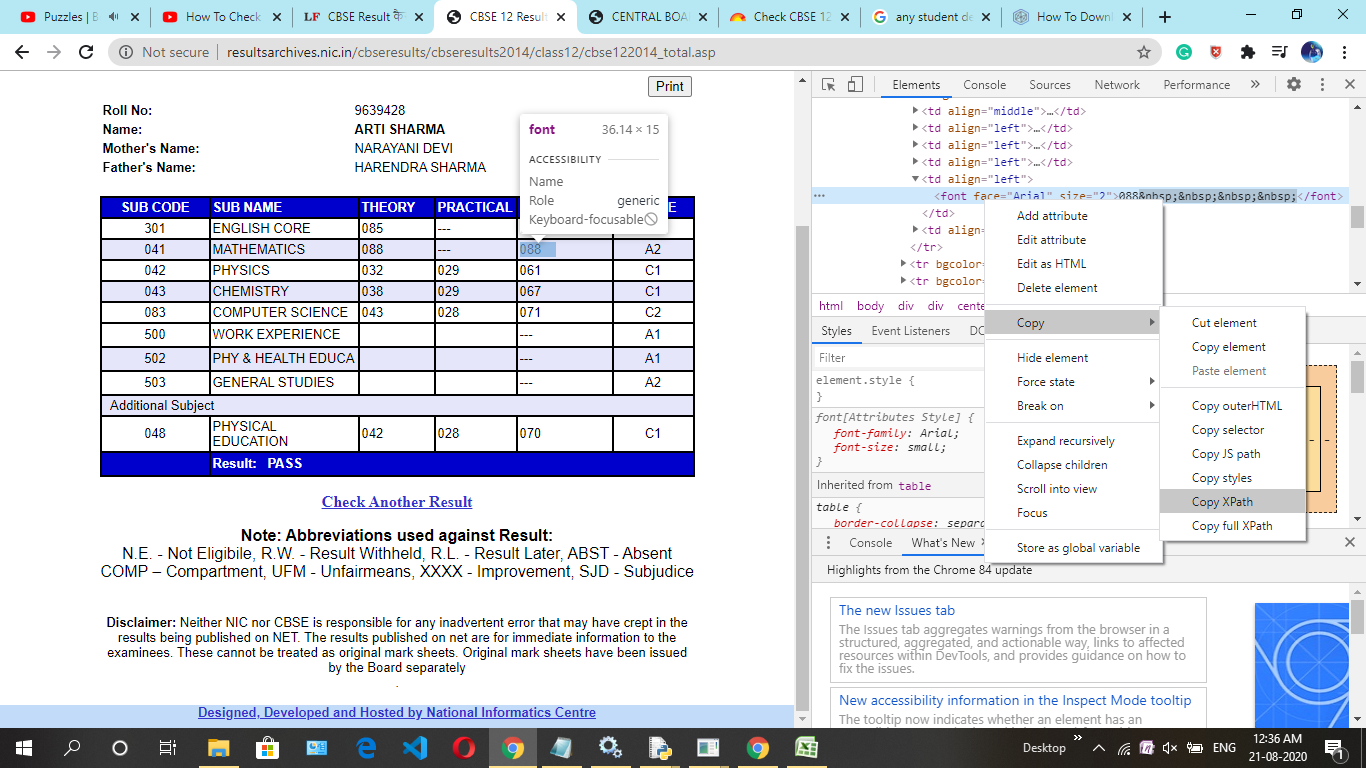 Puzzles | B
How To Check
CBSE Result के
CBSE 12 Resul
CENTRAL BOA
Check CBSE 12
any student de
How To Downl
Not secure | resultsarchives.nic.in/cbseresults/cbseresults2014/class12/cbse122014_total.asp
Print
Roll No: 9639428
Name: ARTI SHARMA
Mother's Name: NARAYANI DEVI
Father's Name: HARENDRA SHARMA
font 36.14 × 15
ACCESSIBILITY
Name
Role generic
Keyboard-focusable
SUB CODE SUB NAME THEORY PRACTICAL E
301 ENGLISH CORE 085 ---
041 MATHEMATICS 088 --- 088 A2
042 PHYSICS 032 029 061 C1
043 CHEMISTRY 038 029 067 C1
083 COMPUTER SCIENCE 043 028 071 C2
500 WORK EXPERIENCE --- A1
502 PHY & HEALTH EDUCA --- A1
503 GENERAL STUDIES --- A2
Additional Subject
048 PHYSICAL EDUCATION 042 028 070 C1
Result: PASS
Check Another Result
Note: Abbreviations used against Result:
N.E. - Not Eligibile, R.W. - Result Withheld, R.L. - Result Later, ABST - Absent
COMP – Compartment, UFM - Unfairmeans, XXXX - Improvement, SJD - Subjudice
Disclaimer: Neither NIC nor CBSE is responsible for any inadvertent error that may have crept in the
results being published on NET. The results published on net are for immediate information to the
examinees. These cannot be treated as original mark sheets. Original mark sheets have been issued
by the Board separately
.
Designed, Developed and Hosted by National Informatics Centre
Elements Console Sources Network Performance »
<td align="middle">…</td>
<td align="left">…</td>
<td align="left">…</td>
<td align="left">…</td>
<td align="left">
<font face="Arial" size="2">088&nbsp;&nbsp;&nbsp;&nbsp;</font>
</td>
<td alig
</tr>
<tr bgcolor=
<tr bgcolor=
html body div div cente
Styles Event Listeners DO
Filter
element.style {
}
font[Attributes Style] {
font-family: Arial;
font-size: small;
}
Inherited from table
table {
border-collapse: separa
Add attribute
Edit attribute
Edit as HTML
Delete element
Copy
Hide element
Force state
Break on
Expand recursively
Collapse children
Scroll into view
Focus
Store as global variable
Cut element
Copy element
Paste element
Copy outerHTML
Copy selector
Copy JS path
Copy styles
Copy XPath
Copy full XPath
- -
Console What's New
Highlights from the Chrome 84 update
The new Issues tab
The Issues tab aggregates warnings from the browser in a
structured, aggregated, and actionable way, links to affected
resources within DevTools, and provides guidance on how to
fix the issues.
New accessibility information in the Inspect Mode tooltip
The tooltip now indicates whether an element has an
Desktop » ENG 12:36 AM
21-08-2020
1